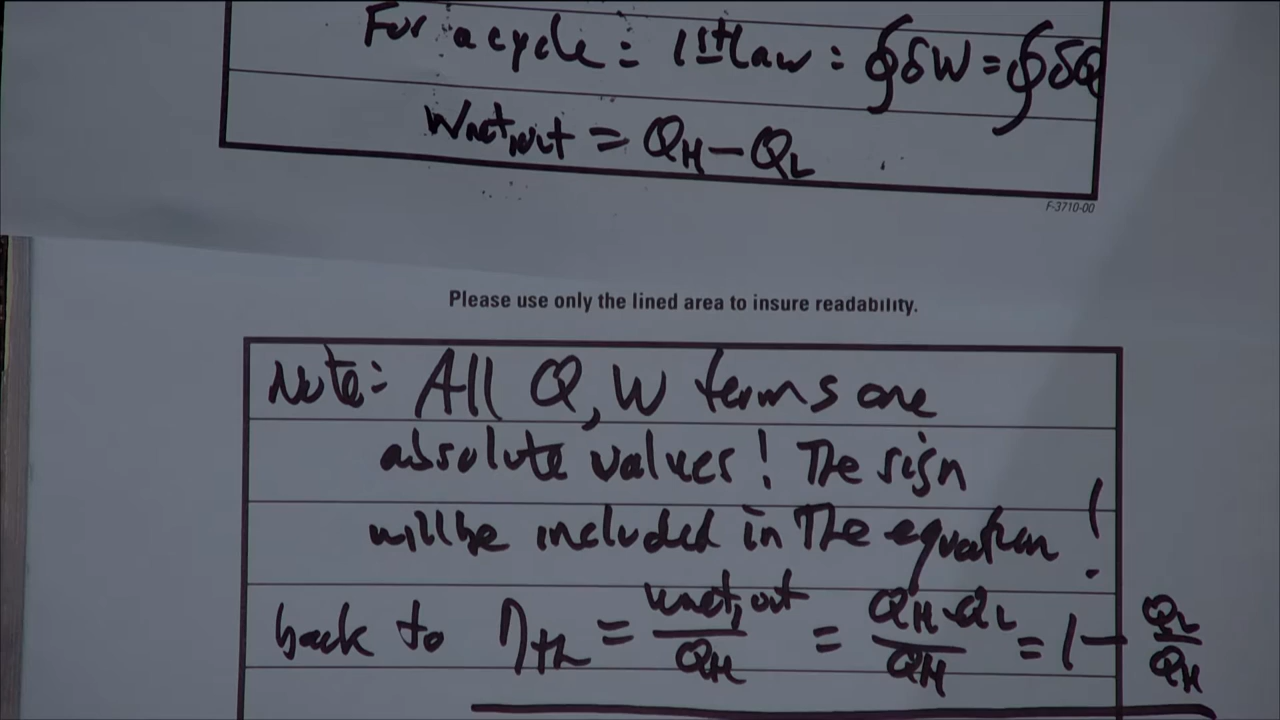 For a cycle: 1st Law: ∮δW = ∮δQ
Wnet,out = QH - QL
F-3710-00
Please use only the lined area to insure readability.
Note: All Q, W terms are
absolute values! The sign
will be included in The equation!
back to ηth = Wnet,out / QH = QH - QL / QH = 1 - QL / QH